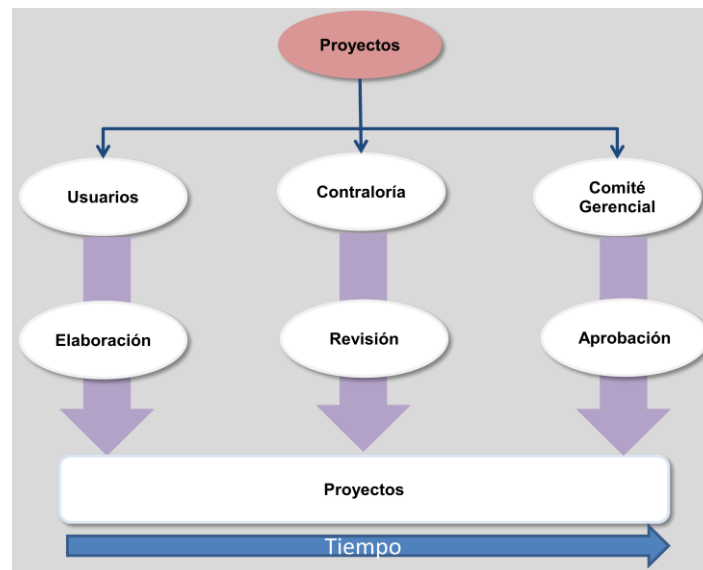 Proyectos
Usuarios
Contraloría
Comité
Gerencial
Elaboración
Revisión
Aprobación
Proyectos
Tiempo